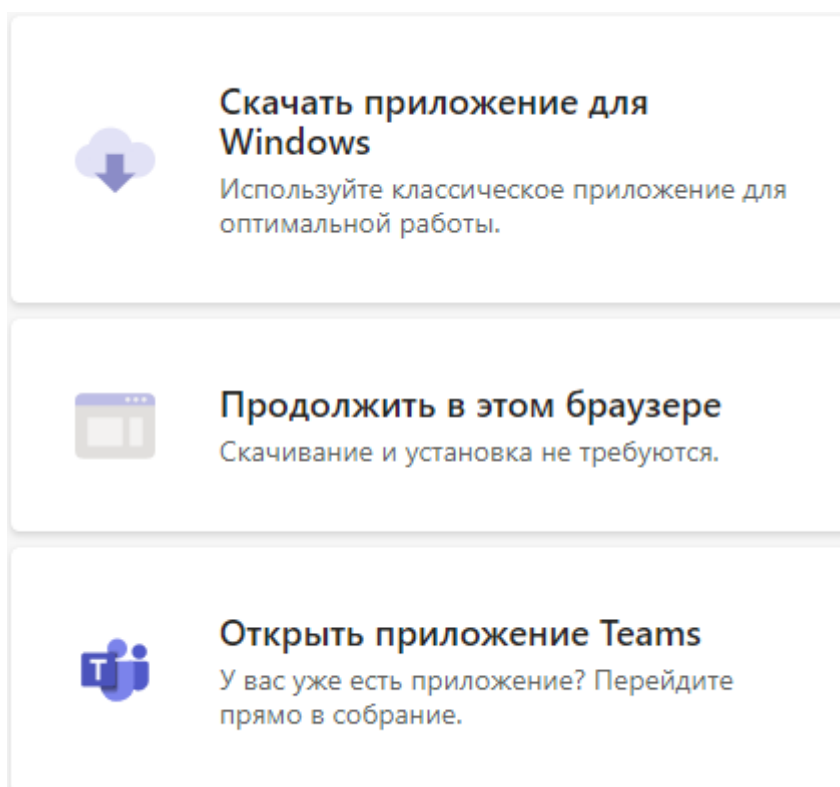 Скачать приложение для
Windows
Используйте классическое приложение для
оптимальной работы.
Продолжить в этом браузере
Скачивание и установка не требуются.
Открыть приложение Teams
T
У вас уже есть приложение? Перейдите
прямо в собрание.